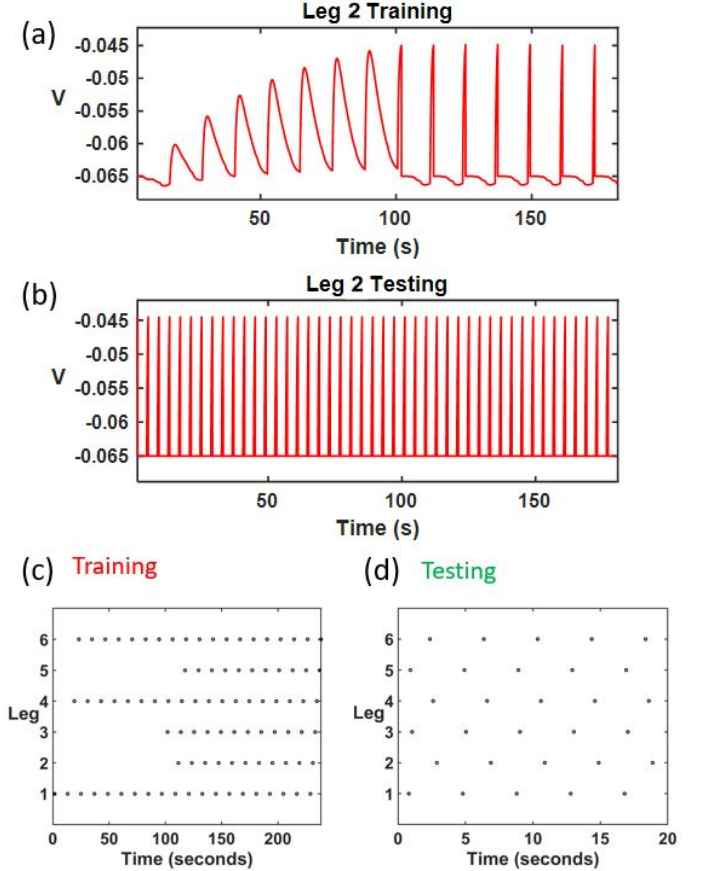 (a)
Leg 2 Training
-0.045
-0.05
V
-0.055
-0.06
-0.065
50 100 150
Time (s)
(b)
Leg 2 Testing
-0.045
-0.05
V
-0.055
-0.06
-0.065
50 100 150
Time (s)
(c) Training
6
5
4
Leg
3
2
1
0 50 100 150 200
Time (seconds)
(d) Testing
6
5
4
Leg
3
2
1
0 5 10 15 20
Time (seconds)